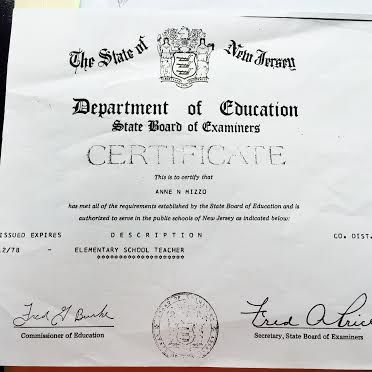 The State of New Jersey
Department of Education
State Board of Examiners
CERTIFICATE
This is to certify that
ANNE N MIZZO
has met all of the requirements established by the State Board of Education and is
authorized to serve in the public schools of New Jersey as indicated below:
ISSUED EXPIRES DESCRIPTION CO. DIST.
2/78 - ELEMENTARY SCHOOL TEACHER
********************
Fred G Burke Fred A Price
Commissioner of Education Secretary, State Board of Examiners